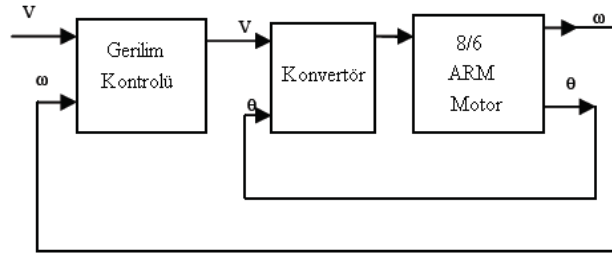 V
Gerilim
Kontrolü
ω
V
Konvertör
θ
8/6
ARM
Motor
ω
θ